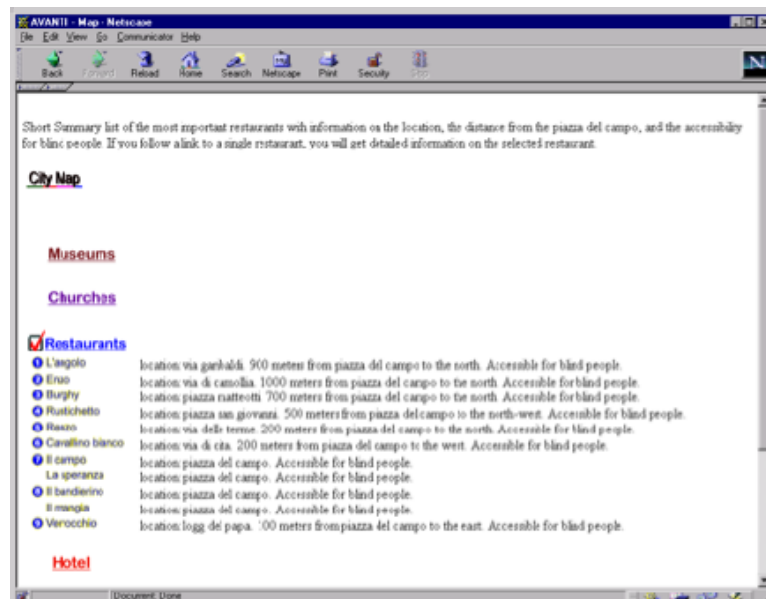 AVANTI - Map - Netscape
File Edit View Go Communicator Help
Back Forward Reload Home Search Netscape Print Security Stop
N
Short Summary list of the most important restaurants with information on the location, the distance from the piazza del campo, and the accessibility
for blind people. If you follow a link to a single restaurant, you will get detailed information on the selected restaurant.
City Map
Museums
Churches
Restaurants
1 L'angolo location: via garibaldi. 900 meters from piazza del campo to the north. Accessible for blind people.
2 Enzo location: via di camollia. 1000 meters from piazza del campo to the north. Accessible for blind people.
3 Burghy location: piazza matteotti. 700 meters from piazza del campo to the north. Accessible for blind people.
4 Rustichetto location: piazza san giovanni. 500 meters from piazza del campo to the north-west. Accessible for blind people.
5 location: via delle terme. 200 meters from piazza del campo to the north. Accessible for blind people.
6 Cavallino bianco location: via di cita. 200 meters from piazza del campo to the west. Accessible for blind people.
7 Il campo location: piazza del campo. Accessible for blind people.
La speranza location: piazza del campo. Accessible for blind people.
8 Il bandierino location: piazza del campo. Accessible for blind people.
Il mangia location: piazza del campo. Accessible for blind people.
9 Verocchio location: logg del papa. 100 meters from piazza del campo to the east. Accessible for blind people.
Hotel
Document: Done